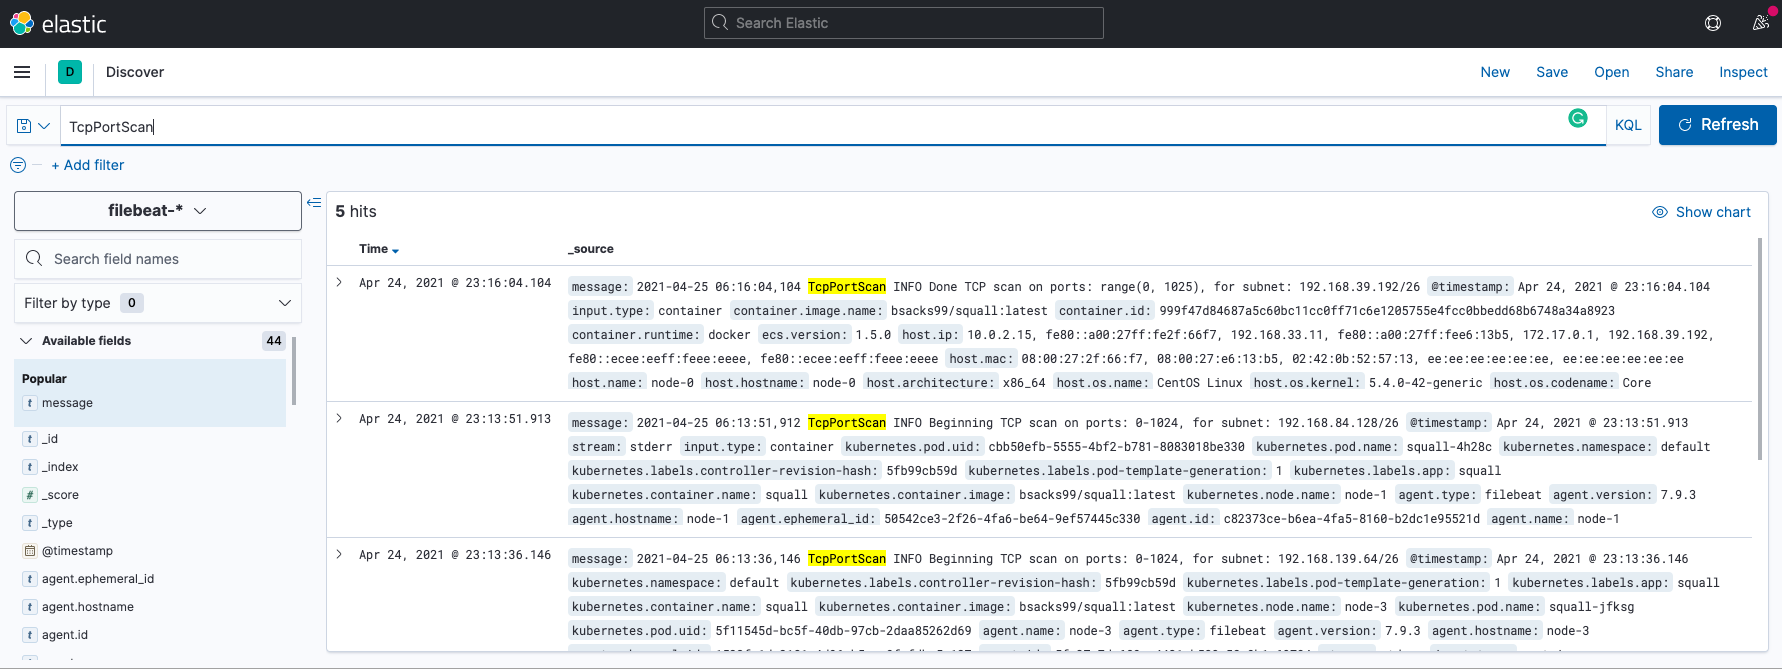 elastic
Search Elastic
D
Discover
New Save Open Share Inspect
TcpPortScan
KQL
Refresh
+ Add filter
filebeat-*
Search field names
Filter by type 0
Available fields 44
Popular
t message
t _id
t _index
# _score
t _type
@timestamp
t agent.ephemeral_id
t agent.hostname
t agent.id
5 hits
Show chart
Time _source
Apr 24, 2021 @ 23:16:04.104
message: 2021-04-25 06:16:04,104 TcpPortScan INFO Done TCP scan on ports: range(0, 1025), for subnet: 192.168.39.192/26 @timestamp: Apr 24, 2021 @ 23:16:04.104
input.type: container container.image.name: bsacks99/squall:latest container.id: 999f47d84687a5c60bc11cc0ff71c6e1205755e4fcc0bbedd68b6748a34a8923
container.runtime: docker ecs.version: 1.5.0 host.ip: 10.0.2.15, fe80::a00:27ff:fe2f:66f7, 192.168.33.11, fe80::a00:27ff:fee6:13b5, 172.17.0.1, 192.168.39.192,
fe80::ecee:eeff:feee:eeee, fe80::ecee:eeff:feee:eeee host.mac: 08:00:27:2f:66:f7, 08:00:27:e6:13:b5, 02:42:0b:52:57:13, ee:ee:ee:ee:ee:ee, ee:ee:ee:ee:ee:ee
host.name: node-0 host.hostname: node-0 host.architecture: x86_64 host.os.name: CentOS Linux host.os.kernel: 5.4.0-42-generic host.os.codename: Core
Apr 24, 2021 @ 23:13:51.913
message: 2021-04-25 06:13:51,912 TcpPortScan INFO Beginning TCP scan on ports: 0-1024, for subnet: 192.168.84.128/26 @timestamp: Apr 24, 2021 @ 23:13:51.913
stream: stderr input.type: container kubernetes.pod.uid: cbb50efb-5555-4bf2-b781-8083018be330 kubernetes.pod.name: squall-4h28c kubernetes.namespace: default
kubernetes.labels.controller-revision-hash: 5fb99cb59d kubernetes.labels.pod-template-generation: 1 kubernetes.labels.app: squall
kubernetes.container.name: squall kubernetes.container.image: bsacks99/squall:latest kubernetes.node.name: node-1 agent.type: filebeat agent.version: 7.9.3
agent.hostname: node-1 agent.ephemeral_id: 50542ce3-2f26-4fa6-be64-9ef57445c330 agent.id: c82373ce-b6ea-4fa5-8160-b2dc1e95521d agent.name: node-1
Apr 24, 2021 @ 23:13:36.146
message: 2021-04-25 06:13:36,146 TcpPortScan INFO Beginning TCP scan on ports: 0-1024, for subnet: 192.168.139.64/26 @timestamp: Apr 24, 2021 @ 23:13:36.146
kubernetes.namespace: default kubernetes.labels.controller-revision-hash: 5fb99cb59d kubernetes.labels.pod-template-generation: 1 kubernetes.labels.app: squall
kubernetes.container.name: squall kubernetes.container.image: bsacks99/squall:latest kubernetes.node.name: node-3 kubernetes.pod.name: squall-jfksg
kubernetes.pod.uid: 5f11545d-bc5f-40db-97cb-2daa85262d69 agent.name: node-3 agent.type: filebeat agent.version: 7.9.3 agent.hostname: node-3